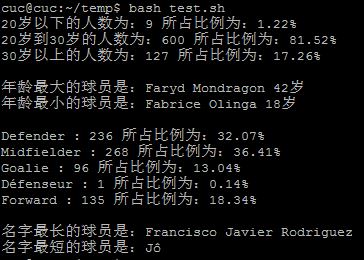 cuc@cuc:~/temp$ bash test.sh
20岁以下的人数为: 9 所占比例为: 1.22%
20岁到30岁的人数为: 600 所占比例为: 81.52%
30岁以上的人数为: 127 所占比例为: 17.26%
年龄最大的球员是: Faryd Mondragon 42岁
年龄最小的球员是: Fabrice Olinga 18岁
Defender : 236 所占比例为: 32.07%
Midfielder : 268 所占比例为: 36.41%
Goalie : 96 所占比例为: 13.04%
Défenseur : 1 所占比例为: 0.14%
Forward : 135 所占比例为: 18.34%
名字最长的球员是: Francisco Javier Rodriguez
名字最短的球员是: Jô